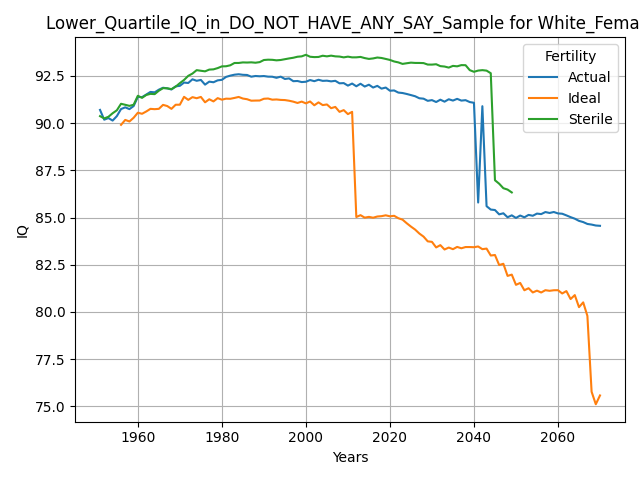 Lower_Quartile_IQ_in_DO_NOT_HAVE_ANY_SAY_Sample for White_Fema
Fertility
Actual
Ideal
Sterile
IQ
92.5
90.0
87.5
85.0
82.5
80.0
77.5
75.0
1960 1980 2000 2020 2040 2060
Years